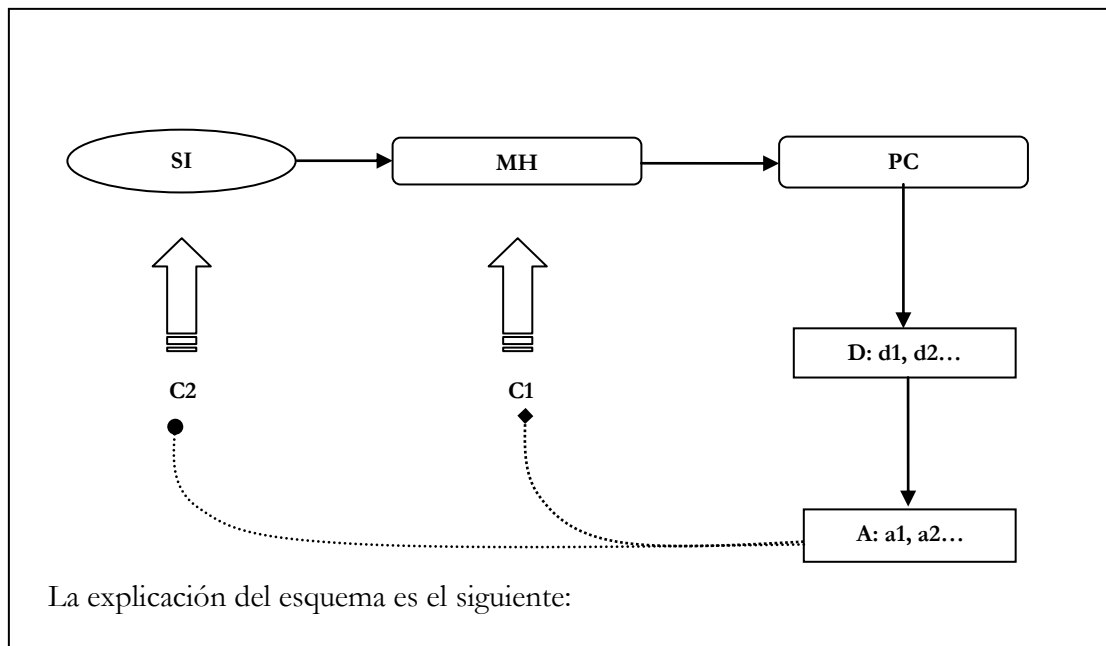 SI MH PC
D: d1, d2...
C2 C1
A: a1, a2...
La explicación del esquema es el siguiente: